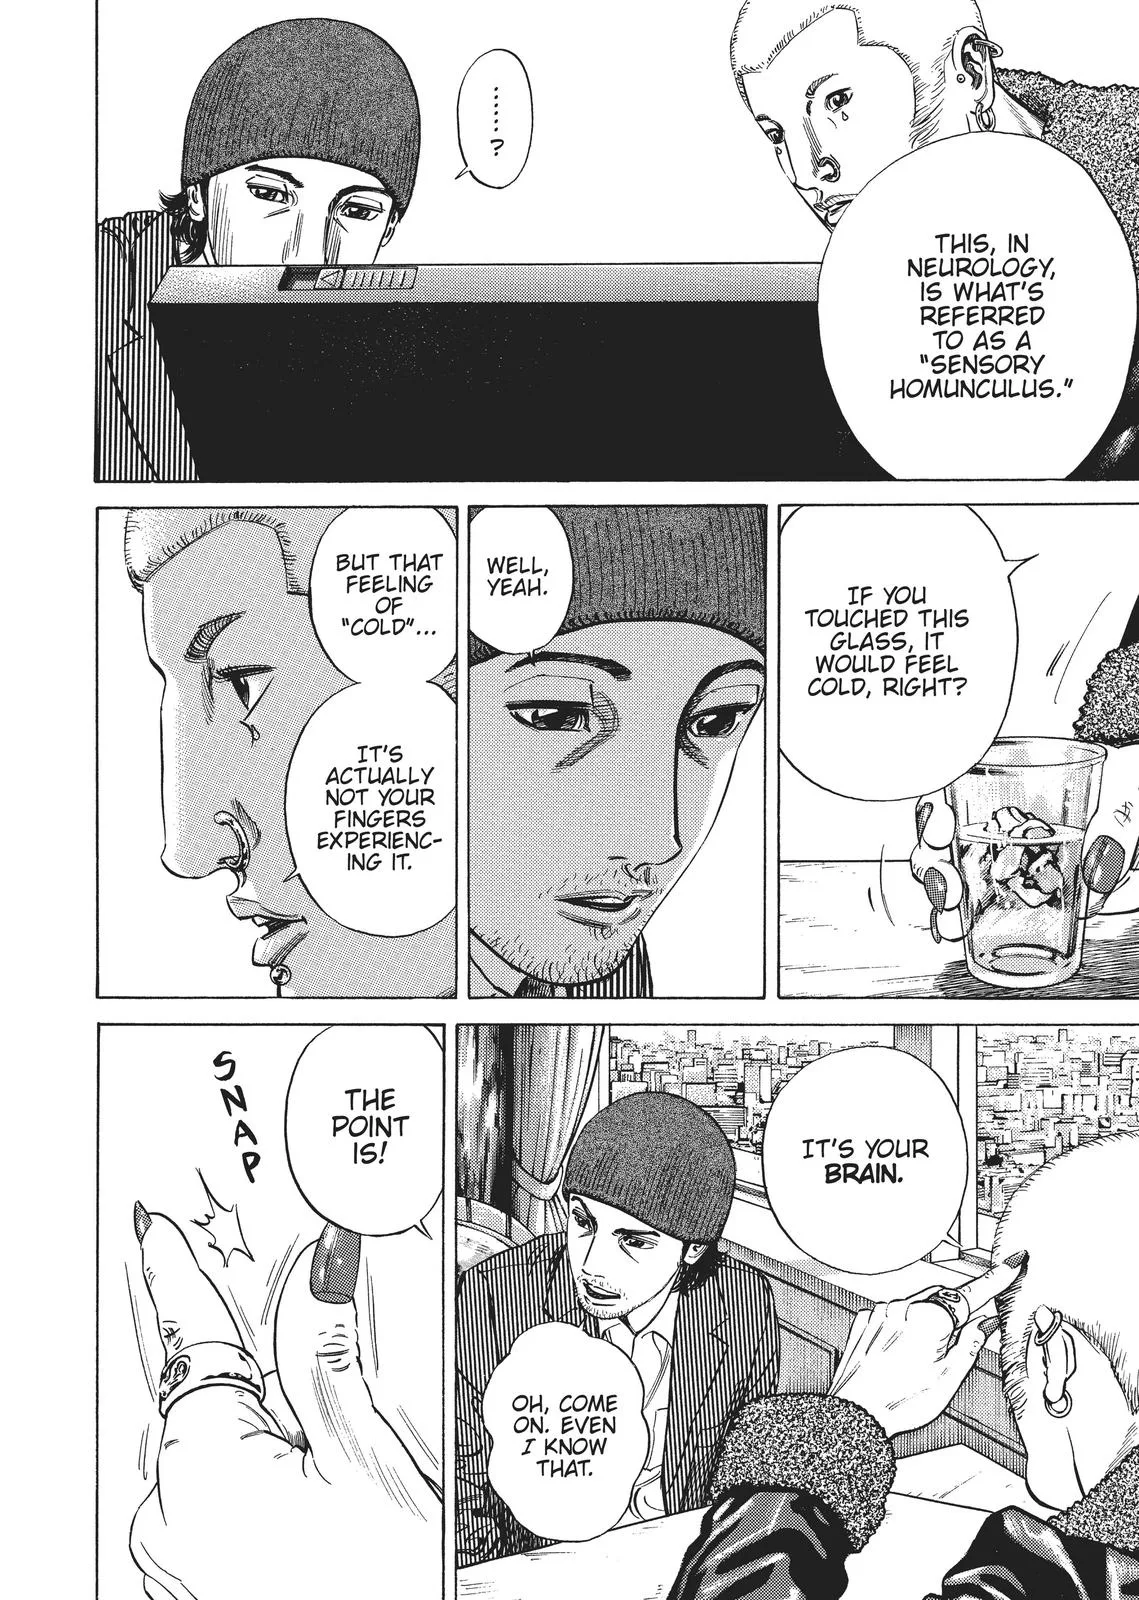 THIS, IN
NEUROLOGY,
IS WHAT'S
REFERRED
TO AS A
"SENSORY
HOMUNCULUS."
........?
IF YOU
TOUCHED THIS
GLASS, IT
WOULD FEEL
COLD, RIGHT?
WELL,
YEAH.
BUT THAT
FEELING
OF
"COLD"...
IT'S
ACTUALLY
NOT YOUR
FINGERS
EXPERIENC-
ING IT.
IT'S YOUR
BRAIN.
OH, COME
ON. EVEN
I KNOW
THAT.
THE
POINT
IS!
SNAP